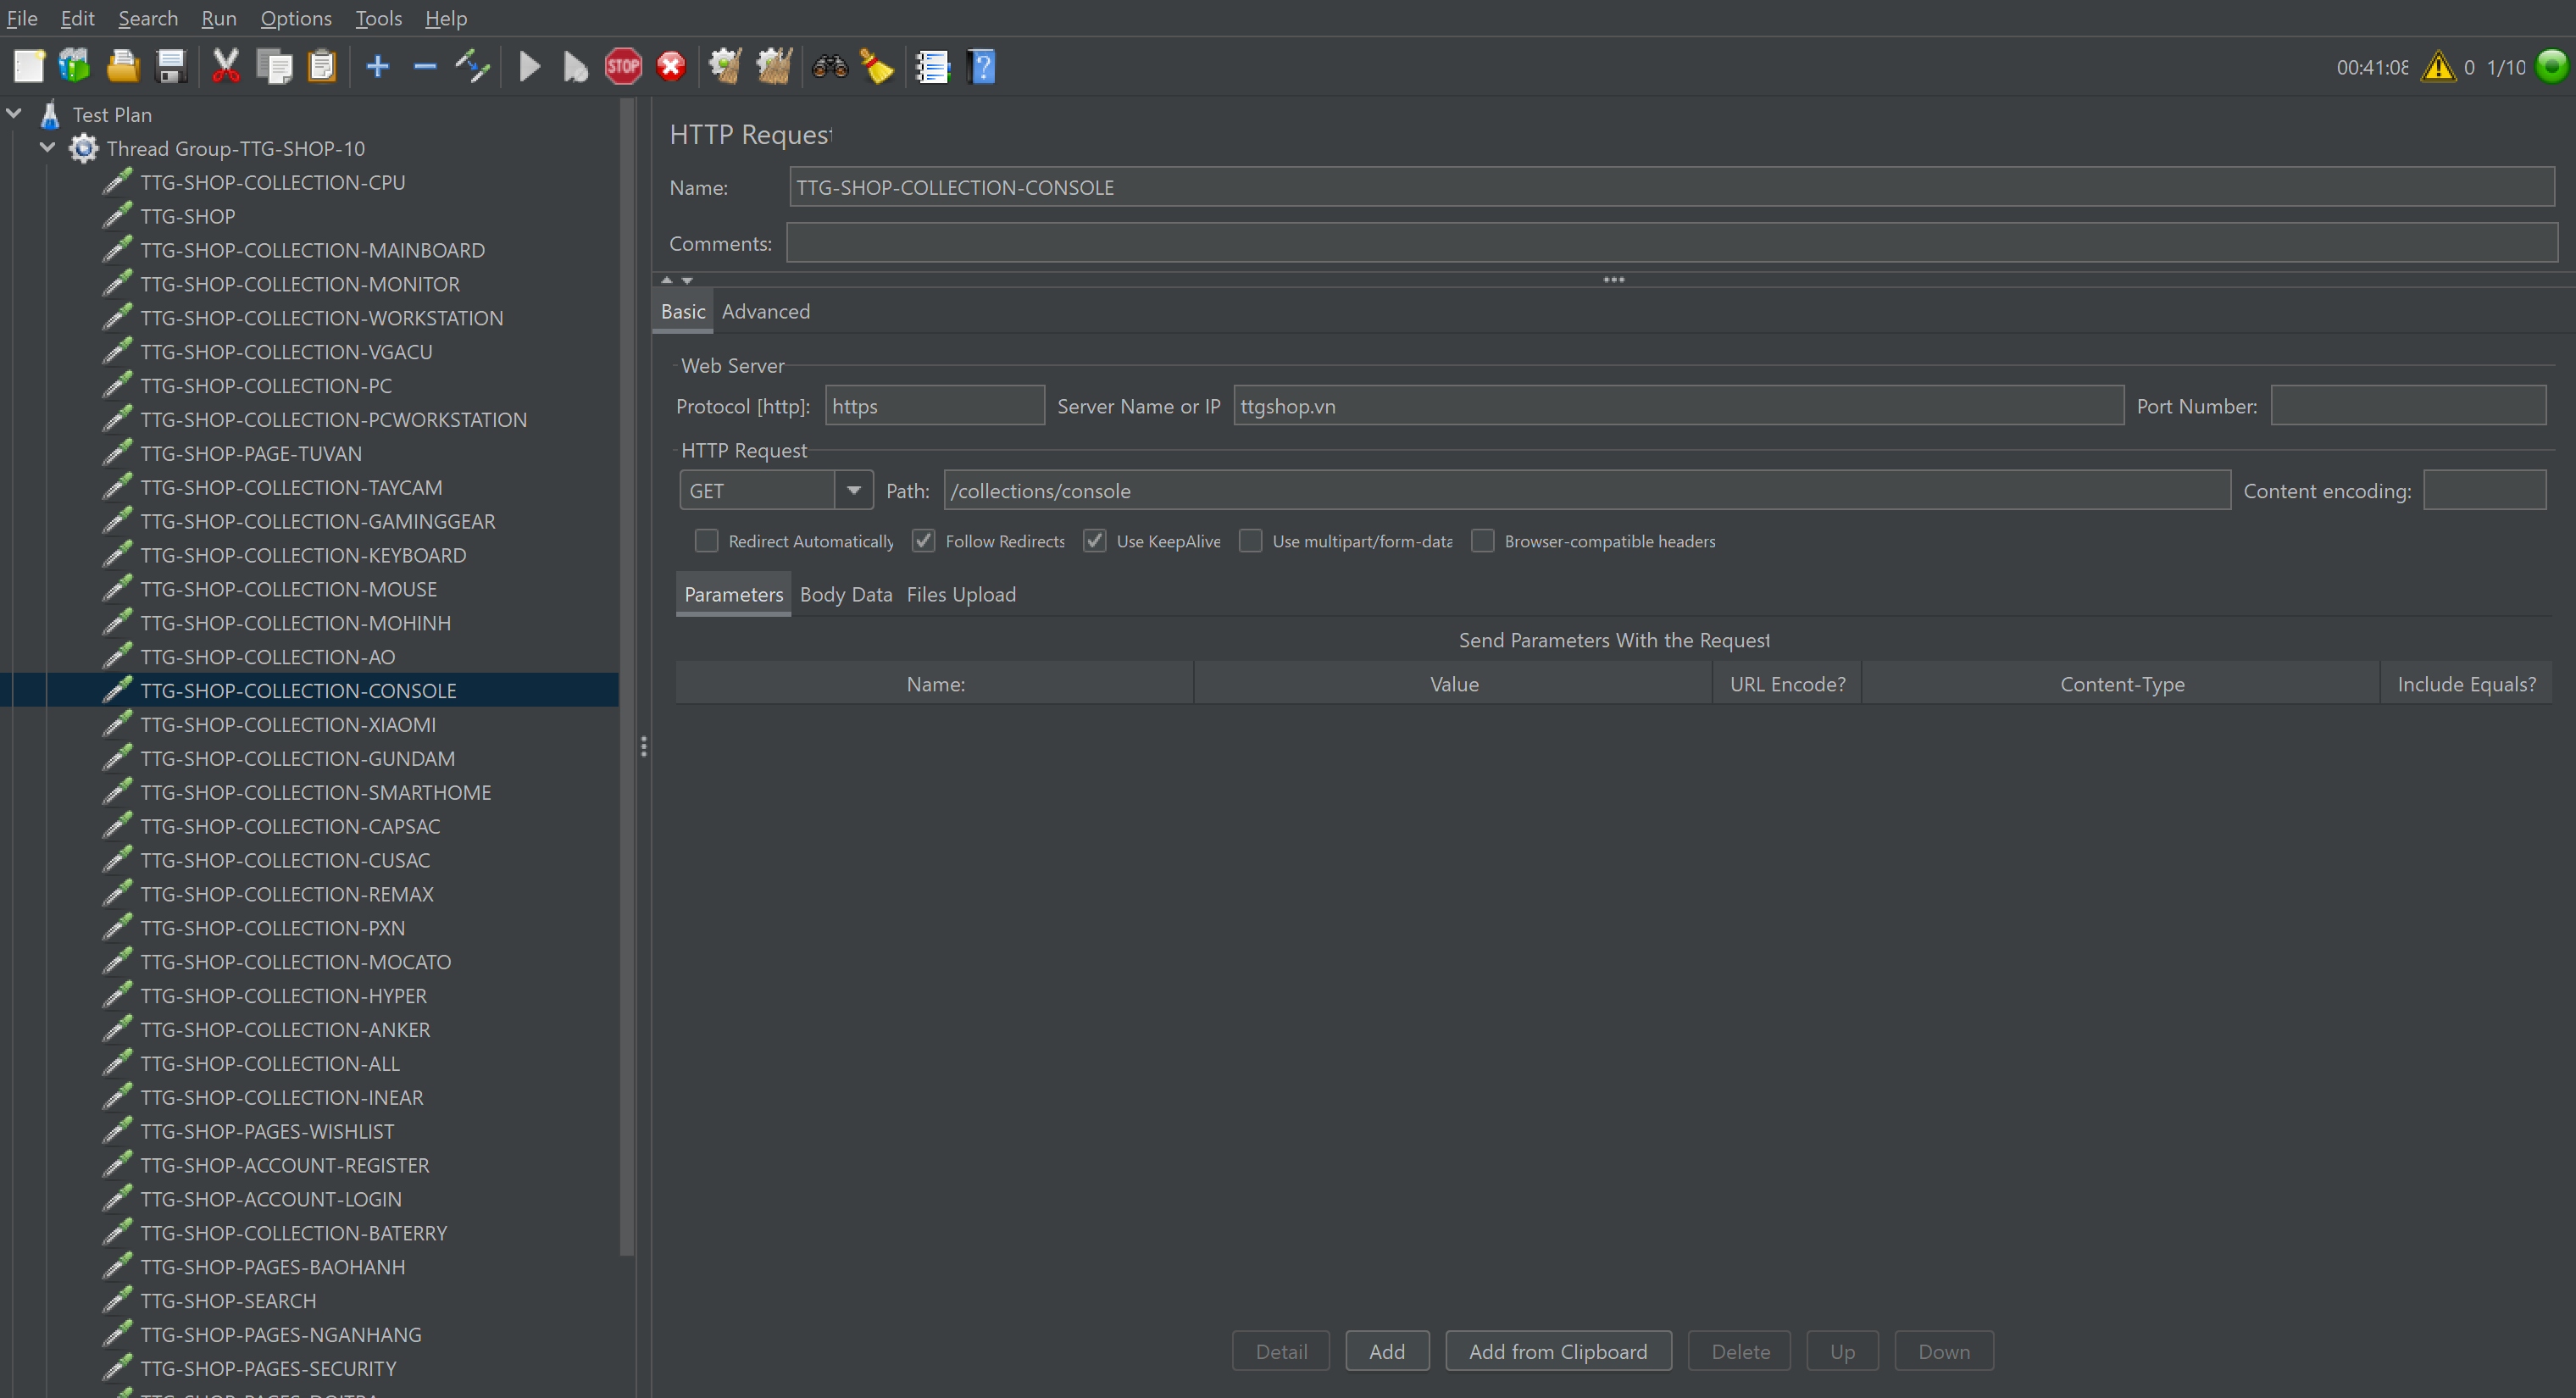 File Edit Search Run Options Tools Help
STOP 00:41:08 0 1/10
Test Plan
Thread Group-TTG-SHOP-10
TTG-SHOP-COLLECTION-CPU
TTG-SHOP
TTG-SHOP-COLLECTION-MAINBOARD
TTG-SHOP-COLLECTION-MONITOR
TTG-SHOP-COLLECTION-WORKSTATION
TTG-SHOP-COLLECTION-VGACU
TTG-SHOP-COLLECTION-PC
TTG-SHOP-COLLECTION-PCWORKSTATION
TTG-SHOP-PAGE-TUVAN
TTG-SHOP-COLLECTION-TAYCAM
TTG-SHOP-COLLECTION-GAMINGGEAR
TTG-SHOP-COLLECTION-KEYBOARD
TTG-SHOP-COLLECTION-MOUSE
TTG-SHOP-COLLECTION-MOHINH
TTG-SHOP-COLLECTION-AO
TTG-SHOP-COLLECTION-CONSOLE
TTG-SHOP-COLLECTION-XIAOMI
TTG-SHOP-COLLECTION-GUNDAM
TTG-SHOP-COLLECTION-SMARTHOME
TTG-SHOP-COLLECTION-CAPSAC
TTG-SHOP-COLLECTION-CUSAC
TTG-SHOP-COLLECTION-REMAX
TTG-SHOP-COLLECTION-PXN
TTG-SHOP-COLLECTION-MOCATO
TTG-SHOP-COLLECTION-HYPER
TTG-SHOP-COLLECTION-ANKER
TTG-SHOP-COLLECTION-ALL
TTG-SHOP-COLLECTION-INEAR
TTG-SHOP-PAGES-WISHLIST
TTG-SHOP-ACCOUNT-REGISTER
TTG-SHOP-ACCOUNT-LOGIN
TTG-SHOP-COLLECTION-BATERRY
TTG-SHOP-PAGES-BAOHANH
TTG-SHOP-SEARCH
TTG-SHOP-PAGES-NGANHANG
TTG-SHOP-PAGES-SECURITY
HTTP Request
Name: TTG-SHOP-COLLECTION-CONSOLE
Comments:
Basic Advanced
Web Server
Protocol [http]: https Server Name or IP ttgshop.vn Port Number:
HTTP Request
GET Path: /collections/console Content encoding:
Redirect Automatically Follow Redirects Use KeepAlive Use multipart/form-data Browser-compatible headers
Parameters Body Data Files Upload
Send Parameters With the Request
Name: Value URL Encode? Content-Type Include Equals?
Detail Add Add from Clipboard Delete Up Down